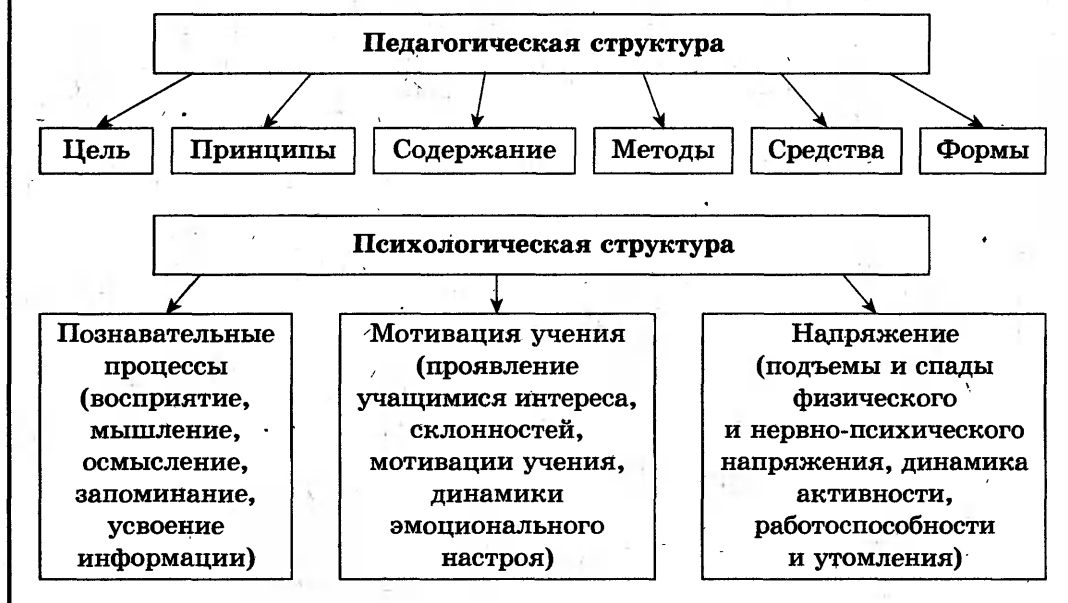 Педагогическая структура
Цель
Принципы
Содержание
Методы
Средства
Формы
Психологическая структура
Познавательные
процессы
(восприятие,
мышление,
осмысление,
запоминание,
усвоение
информации)
Мотивация учения
(проявление
учащимися интереса,
склонностей,
мотивации учения,
динамики
эмоционального
настроя)
Напряжение
(подъемы и спады
физического
и нервно-психического
напряжения, динамика
активности,
работоспособности
и утомления)